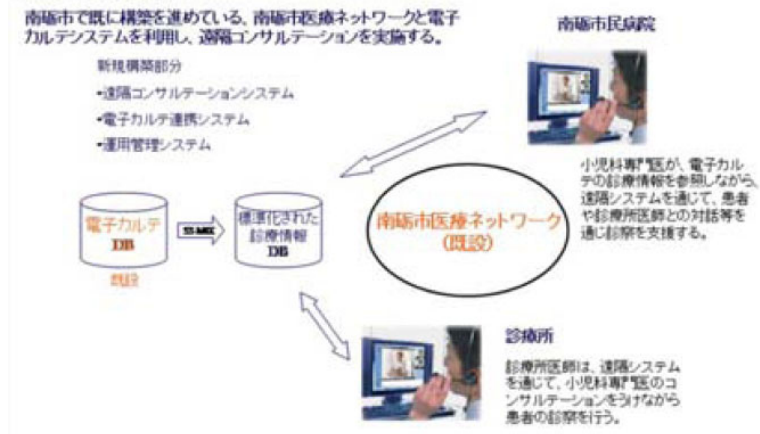 南砺市で既に構築を進めている、南砺市医療ネットワークと電子
カルテシステムを利用し、遠隔コンサルテーションを実施する。
新規構築部分
•遠隔コンサルテーションシステム
•電子カルテ連携システム
•運用管理システム
南砺市民病院
小児科専門医が、電子カル
テの診療情報を参照しながら、
遠隔システムを通じて、患者
や診療所医師との対話等を
通じ診察を支援する。
電子カルテ
DB
既設
SS-MIX
標準化された
診療情報
DB
南砺市医療ネットワーク
(既設)
診療所
診療所医師は、遠隔システム
を通じて、小児科専門医のコ
ンサルテーションをうけながら
患者の診察を行う。